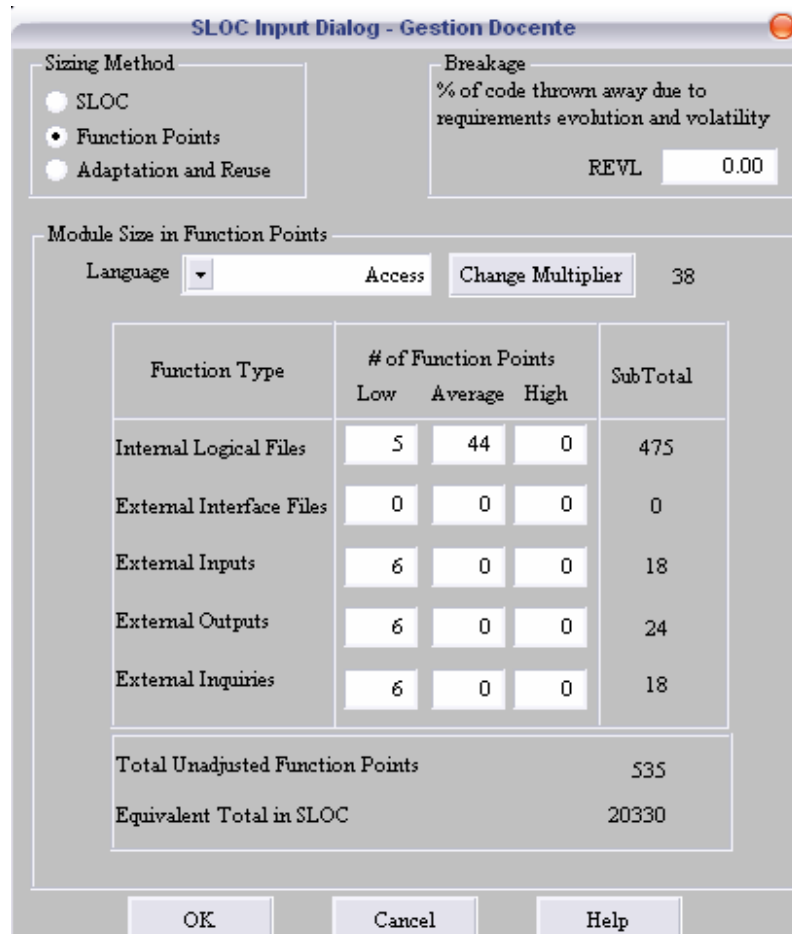 SLOC Input Dialog - Gestion Docente
Sizing Method
SLOC
Function Points
Adaptation and Reuse
Breakage
% of code thrown away due to
requirements evolution and volatility
REVL 0.00
Module Size in Function Points
Language Access Change Multiplier 38
Function Type # of Function Points SubTotal
Low Average High
Internal Logical Files 5 44 0 475
External Interface Files 0 0 0 0
External Inputs 6 0 0 18
External Outputs 6 0 0 24
External Inquiries 6 0 0 18
Total Unadjusted Function Points 535
Equivalent Total in SLOC 20330
OK Cancel Help